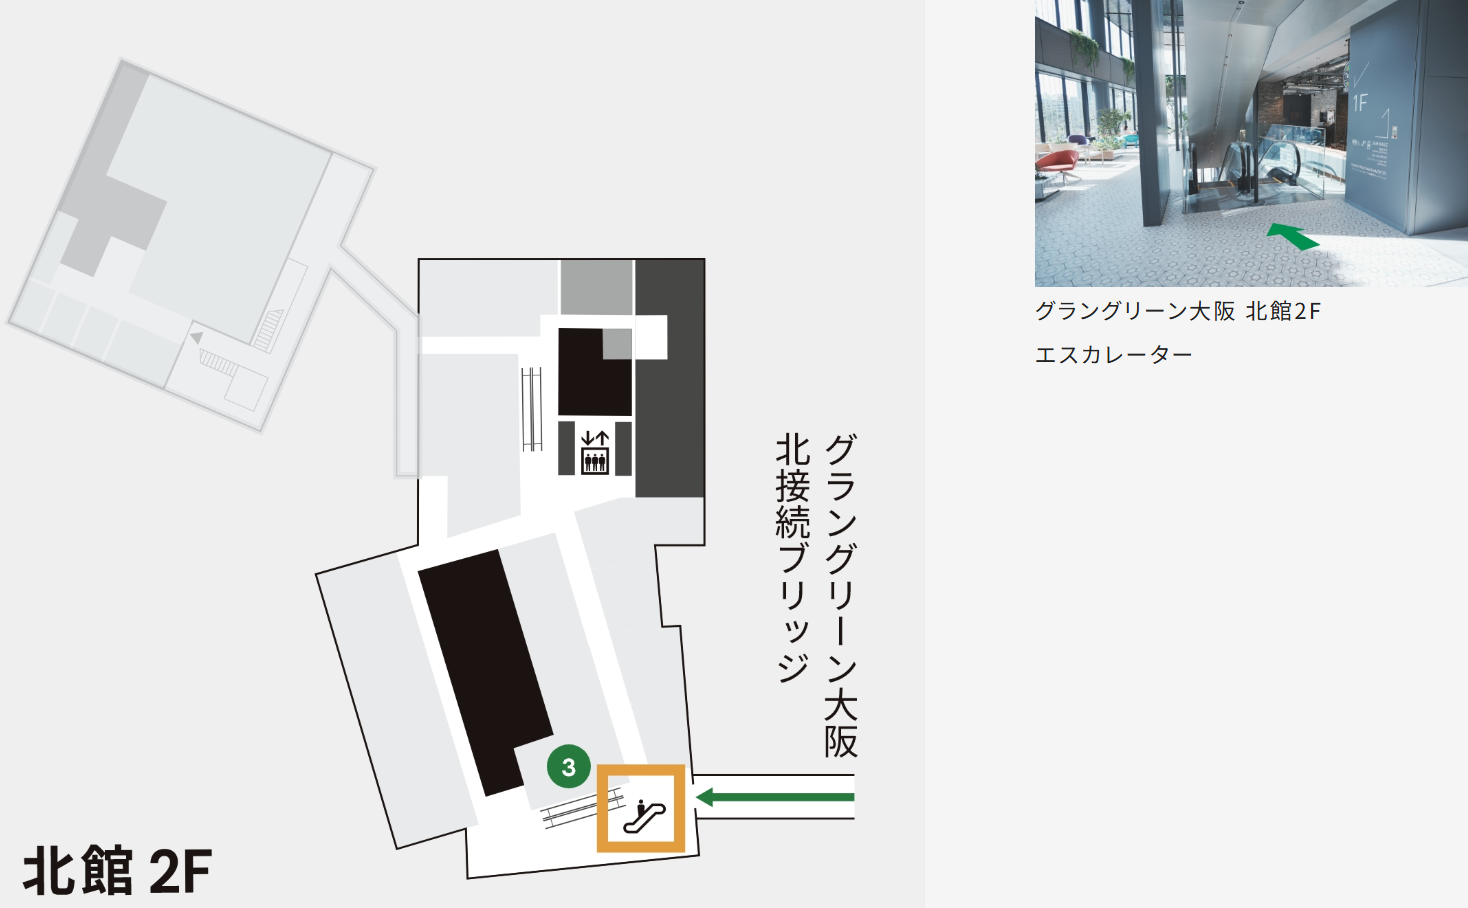 グラングリーン大阪
北接続ブリッジ
3
北館 2F
1F
グラングリーン大阪 北館2F
エスカレーター